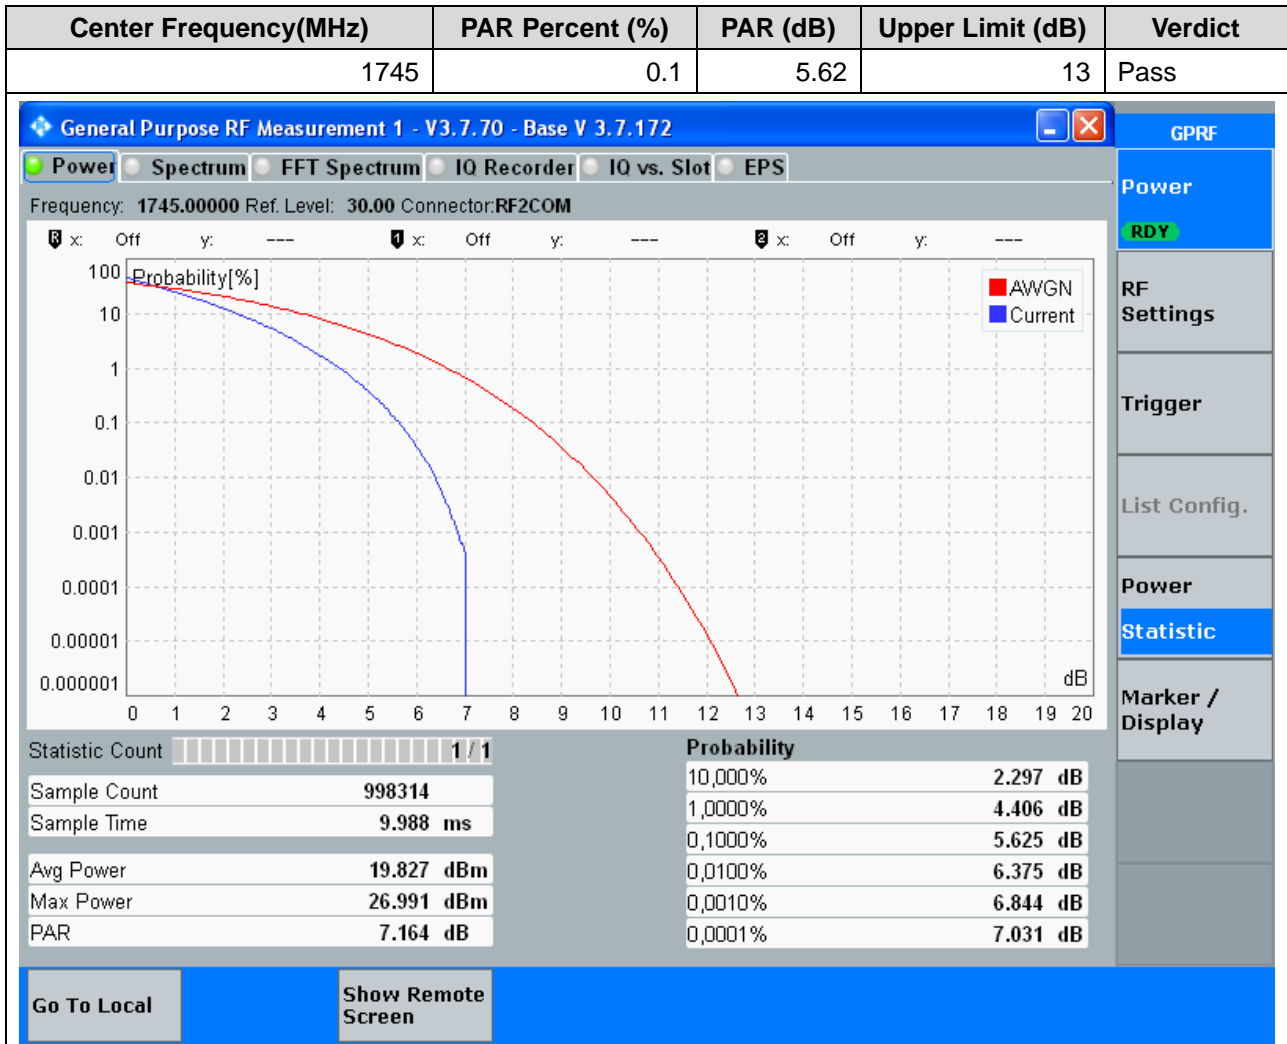 Center Frequency(MHz) PAR Percent (%) PAR (dB) Upper Limit (dB) Verdict
1745 0.1 5.62 13 Pass
General Purpose RF Measurement 1 - V3.7.70 - Base V 3.7.172
GPRF
Power Spectrum FFT Spectrum IQ Recorder IQ vs. Slot EPS
Power
RDY
Frequency: 1745.00000 Ref. Level: 30.00 Connector:RF2COM
R x: Off y: --- 1 x: Off y: --- 2 x: Off y: ---
Probability[%]
AWGN
Current
100
10
1
0.1
0.01
0.001
0.0001
0.00001
0.000001
dB
0 1 2 3 4 5 6 7 8 9 10 11 12 13 14 15 16 17 18 19 20
RF
Settings
Trigger
List Config.
Power
Statistic
Marker /
Display
Statistic Count 1 / 1
Sample Count 998314
Sample Time 9.988 ms
Avg Power 19.827 dBm
Max Power 26.991 dBm
PAR 7.164 dB
Probability
10,000% 2.297 dB
1,0000% 4.406 dB
0,1000% 5.625 dB
0,0100% 6.375 dB
0,0010% 6.844 dB
0,0001% 7.031 dB
Go To Local
Show Remote
Screen